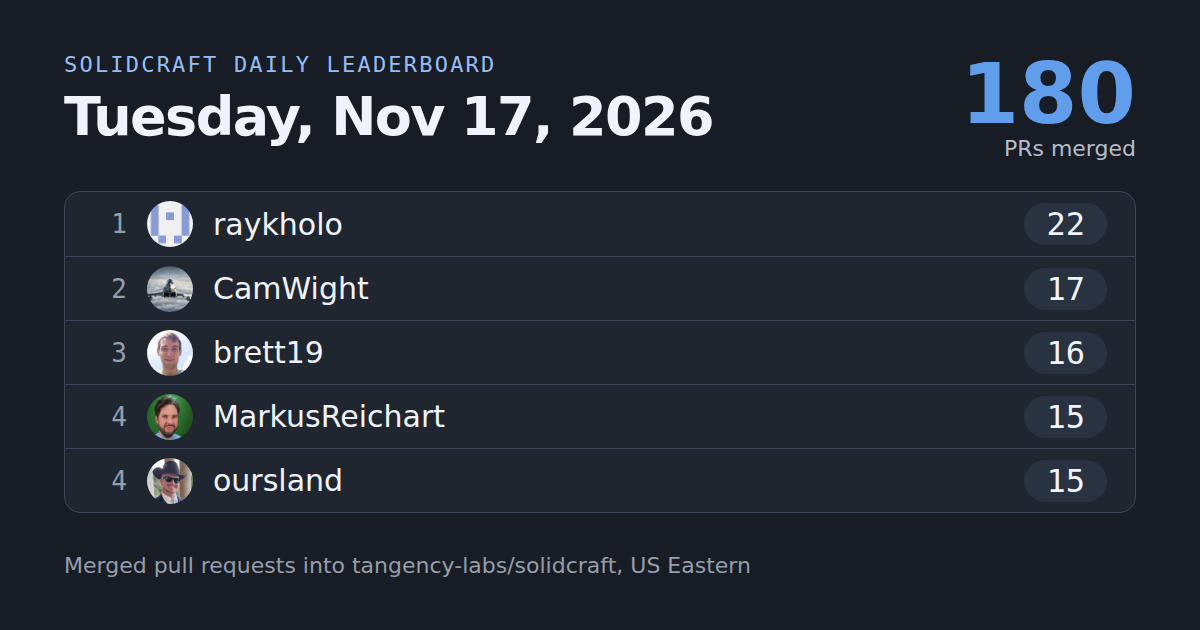 SOLIDCRAFT DAILY LEADERBOARD
Tuesday, Nov 17, 2026
180
PRs merged
1 raykholo 22
2 CamWight 17
3 brett19 16
4 MarkusReichart 15
4 oursland 15
Merged pull requests into tangency-labs/solidcraft, US Eastern